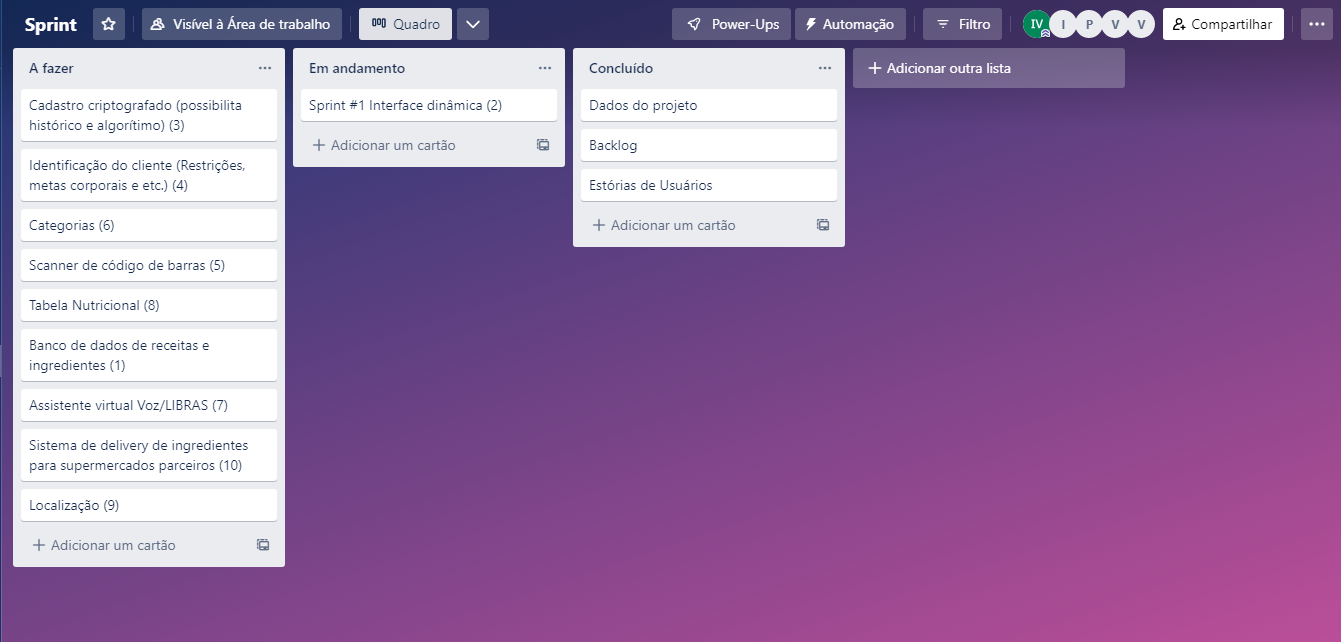 Sprint
Visível à Área de trabalho
Quadro
Power-Ups
Automação
Filtro
IV
I
P
V
V
Compartilhar
A fazer
Cadastro criptografado (possibilita
histórico e algorítimo) (3)
Identificação do cliente (Restrições,
metas corporais e etc.) (4)
Categorias (6)
Scanner de código de barras (5)
Tabela Nutricional (8)
Banco de dados de receitas e
ingredientes (1)
Assistente virtual Voz/LIBRAS (7)
Sistema de delivery de ingredientes
para supermercados parceiros (10)
Localização (9)
+ Adicionar um cartão
Em andamento
Sprint #1 Interface dinâmica (2)
+ Adicionar um cartão
Concluído
Dados do projeto
Backlog
Estórias de Usuários
+ Adicionar um cartão
+ Adicionar outra lista